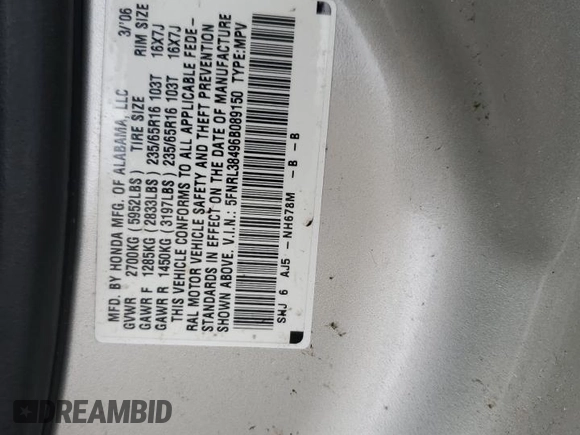 MFD. BY HONDA MFG. OF ALABAMA, LLC 3/'06
GVWR 2700KG (5952LBS) TIRE SIZE RIM SIZE
GAWR F 1285KG (2833LBS) 235/65R16 103T 16X7J
GAWR R 1450KG (3197LBS) 235/65R16 103T 16X7J
THIS VEHICLE CONFORMS TO ALL APPLICABLE FEDE-
RAL MOTOR VEHICLE SAFETY AND THEFT PREVENTION
STANDARDS IN EFFECT ON THE DATE OF MANUFACTURE
SHOWN ABOVE. V.I.N.: 5FNRL38496B089150 TYPE:MPV
SHJ 6 AJ5 -NH678M -B -B
DREAMBID